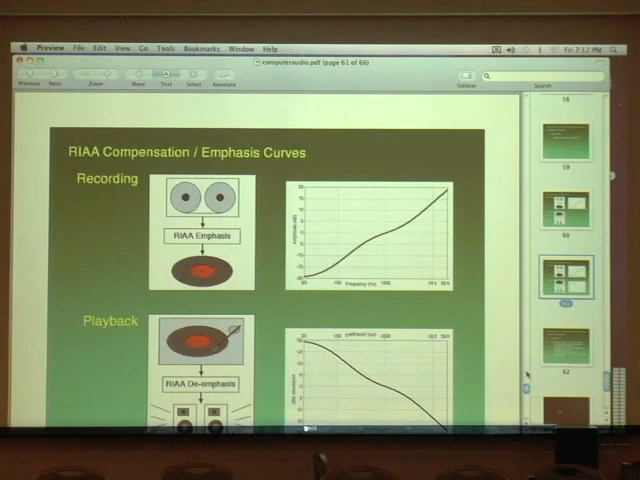 Preview File Edit View Go Tools Bookmarks Window Help Fri 7:12 PM
computeraudio.pdf (page 61 of 66)
Previous Next Zoom Move Text Select Annotate Sidebar Search
RIAA Compensation / Emphasis Curves
Recording
RIAA Emphasis
Amplitude (dB)
Frequency (Hz)
Playback
RIAA De-emphasis
58
59
60
61
62